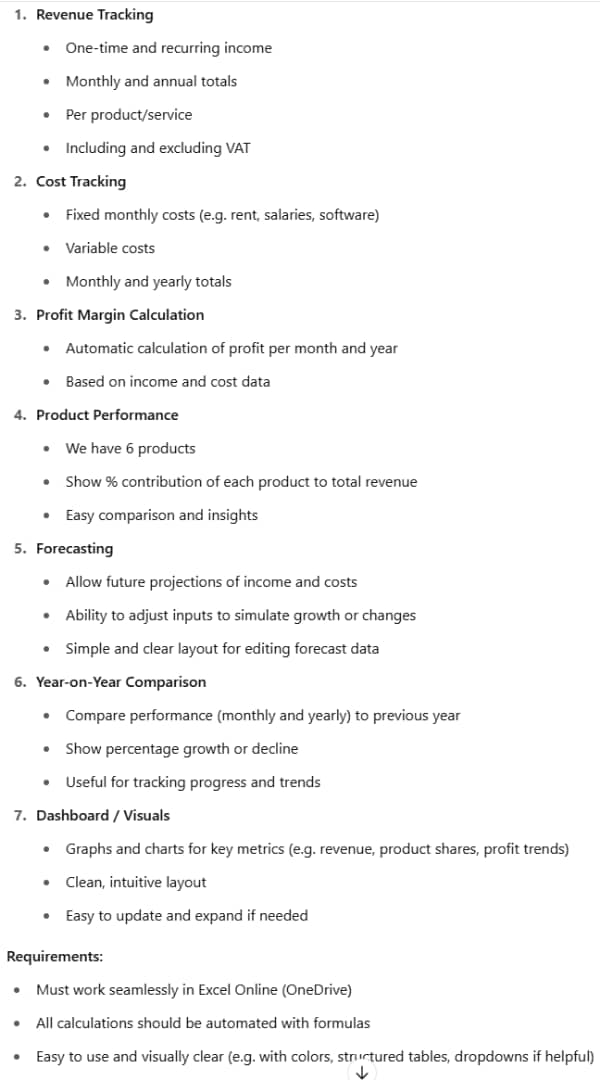 1. Revenue Tracking
• One-time and recurring income
• Monthly and annual totals
• Per product/service
• Including and excluding VAT
2. Cost Tracking
• Fixed monthly costs (e.g. rent, salaries, software)
• Variable costs
• Monthly and yearly totals
3. Profit Margin Calculation
• Automatic calculation of profit per month and year
• Based on income and cost data
4. Product Performance
• We have 6 products
• Show % contribution of each product to total revenue
• Easy comparison and insights
5. Forecasting
• Allow future projections of income and costs
• Ability to adjust inputs to simulate growth or changes
• Simple and clear layout for editing forecast data
6. Year-on-Year Comparison
• Compare performance (monthly and yearly) to previous year
• Show percentage growth or decline
• Useful for tracking progress and trends
7. Dashboard / Visuals
• Graphs and charts for key metrics (e.g. revenue, product shares, profit trends)
• Clean, intuitive layout
• Easy to update and expand if needed
Requirements:
• Must work seamlessly in Excel Online (OneDrive)
• All calculations should be automated with formulas
• Easy to use and visually clear (e.g. with colors, structured tables, dropdowns if helpful)